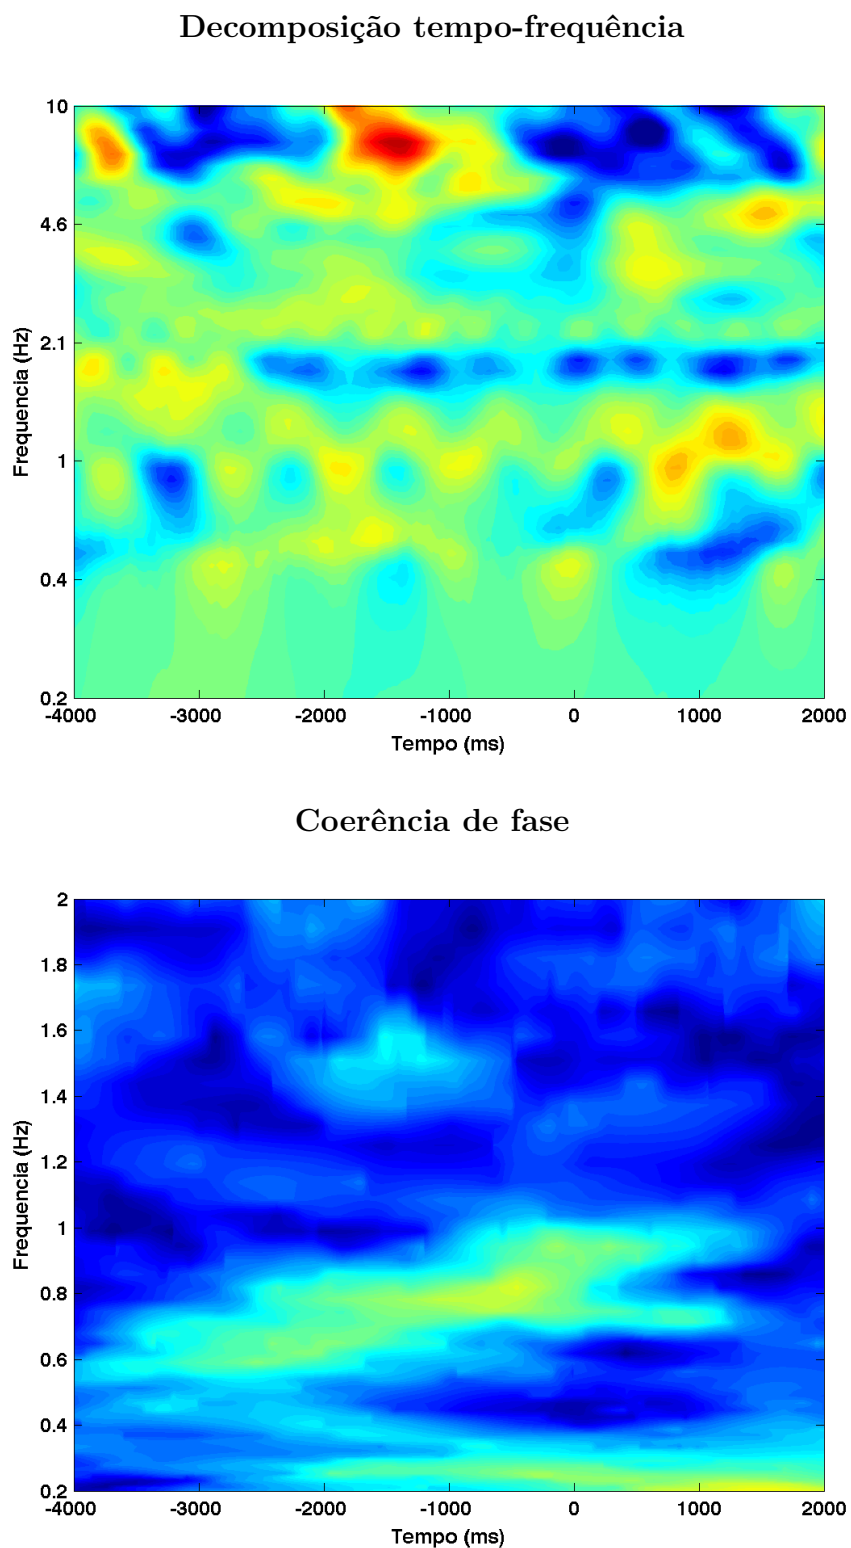 Decomposição tempo-frequência
10
4.6
2.1
1
0.4
0.2
Frequencia (Hz)
-4000 -3000 -2000 -1000 0 1000 2000
Tempo (ms)
Coerência de fase
2
1.8
1.6
1.4
1.2
1
0.8
0.6
0.4
0.2
Frequencia (Hz)
-4000 -3000 -2000 -1000 0 1000 2000
Tempo (ms)